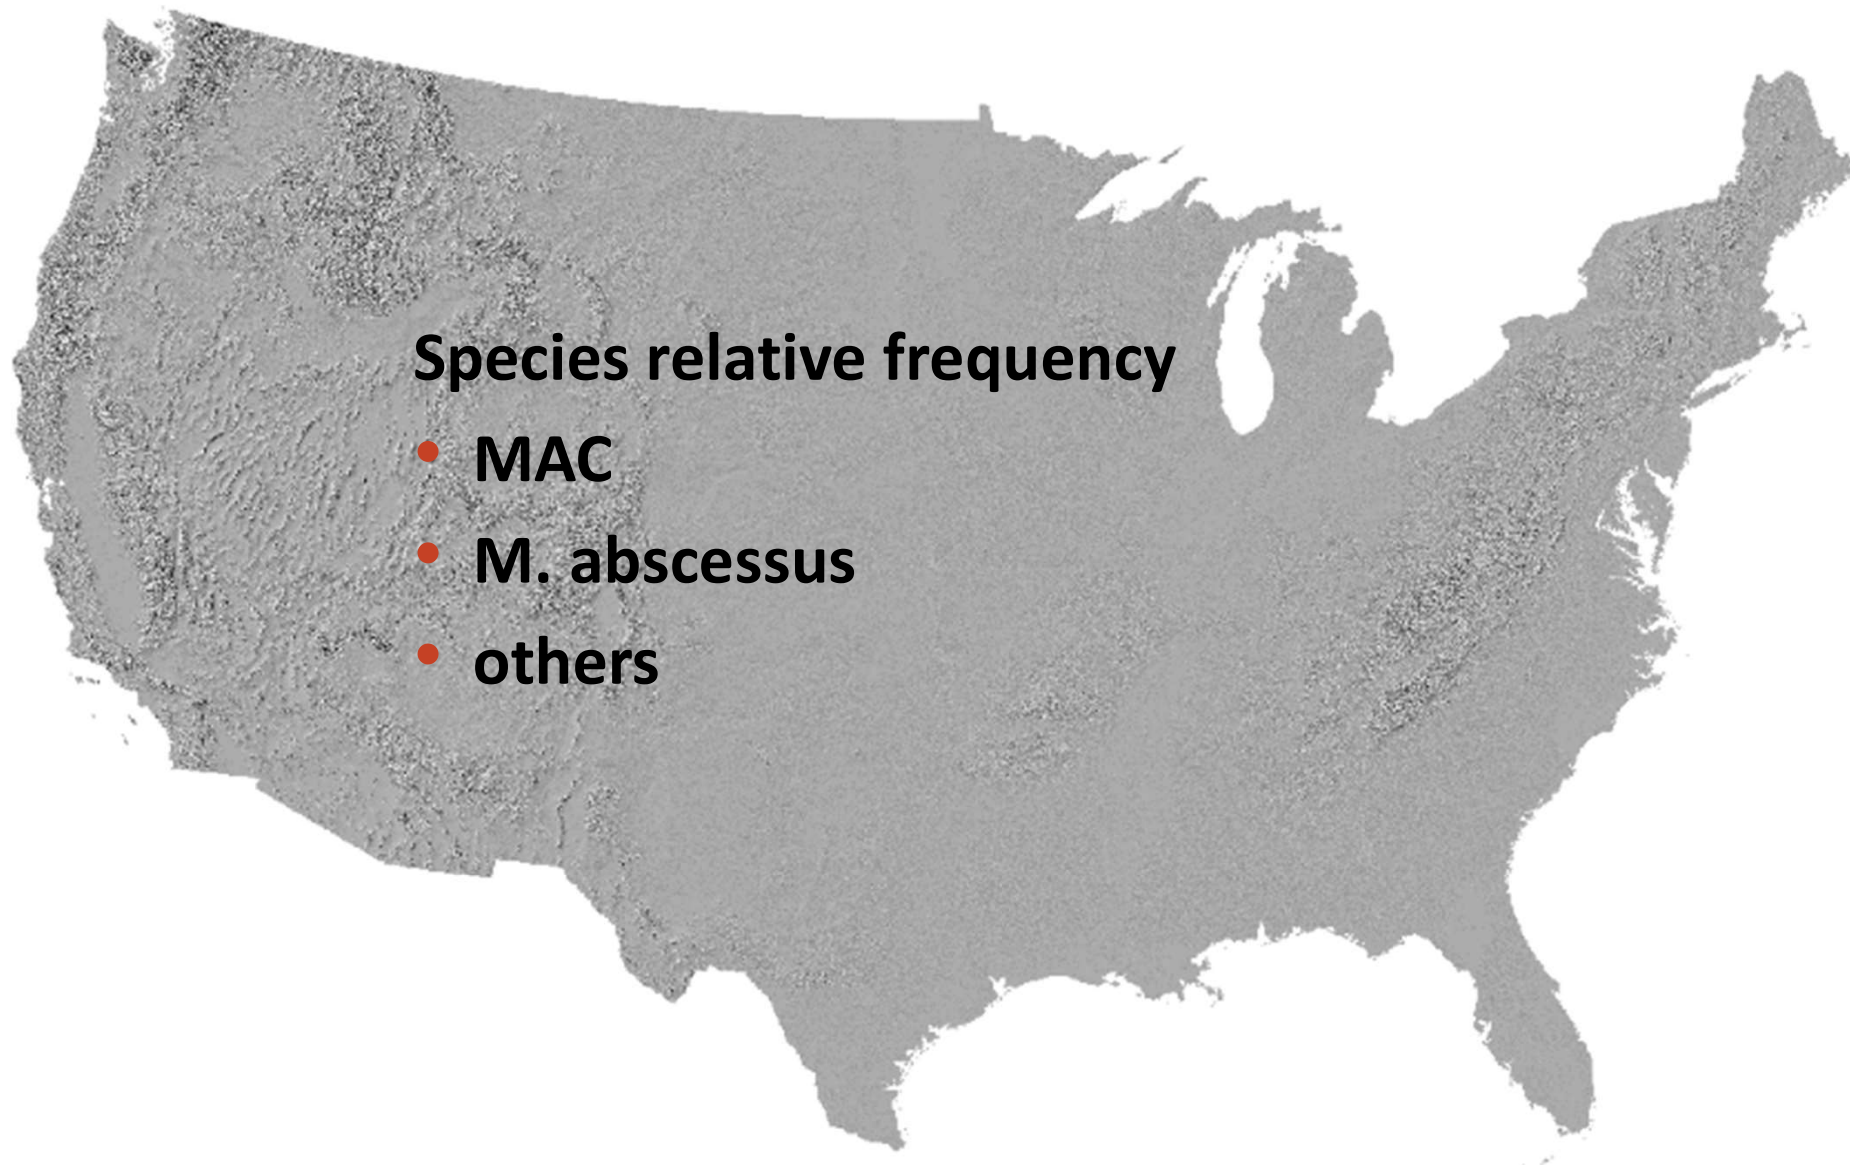 Species relative frequency
• MAC
• M. abscessus
• others